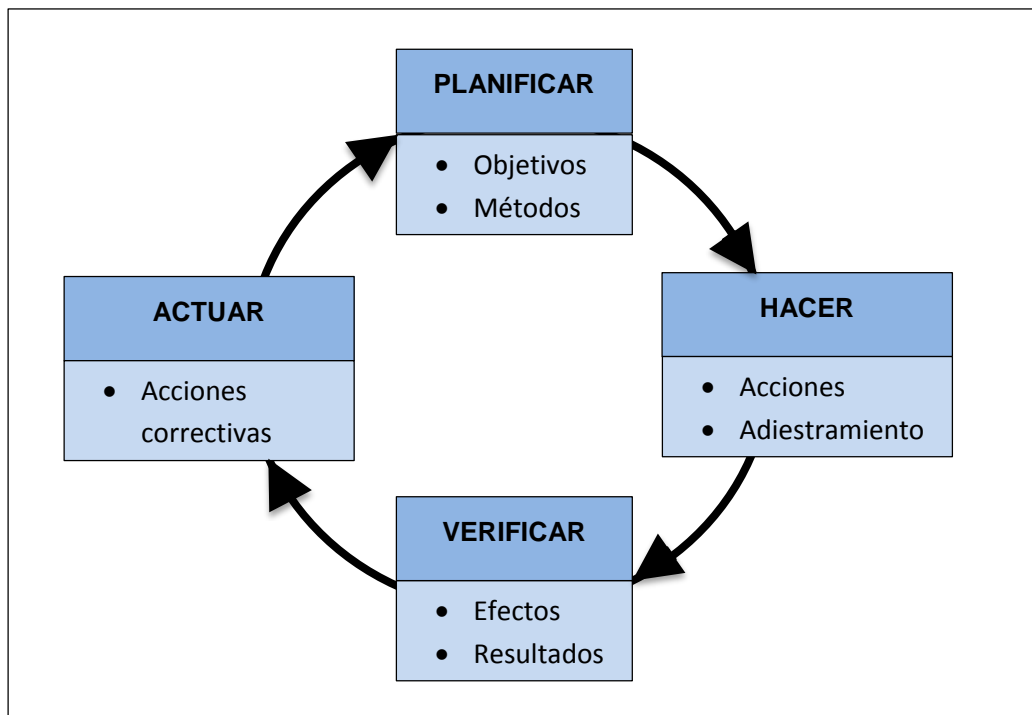 PLANIFICAR
• Objetivos
• Métodos
HACER
• Acciones
• Adiestramiento
VERIFICAR
• Efectos
• Resultados
ACTUAR
• Acciones
correctivas